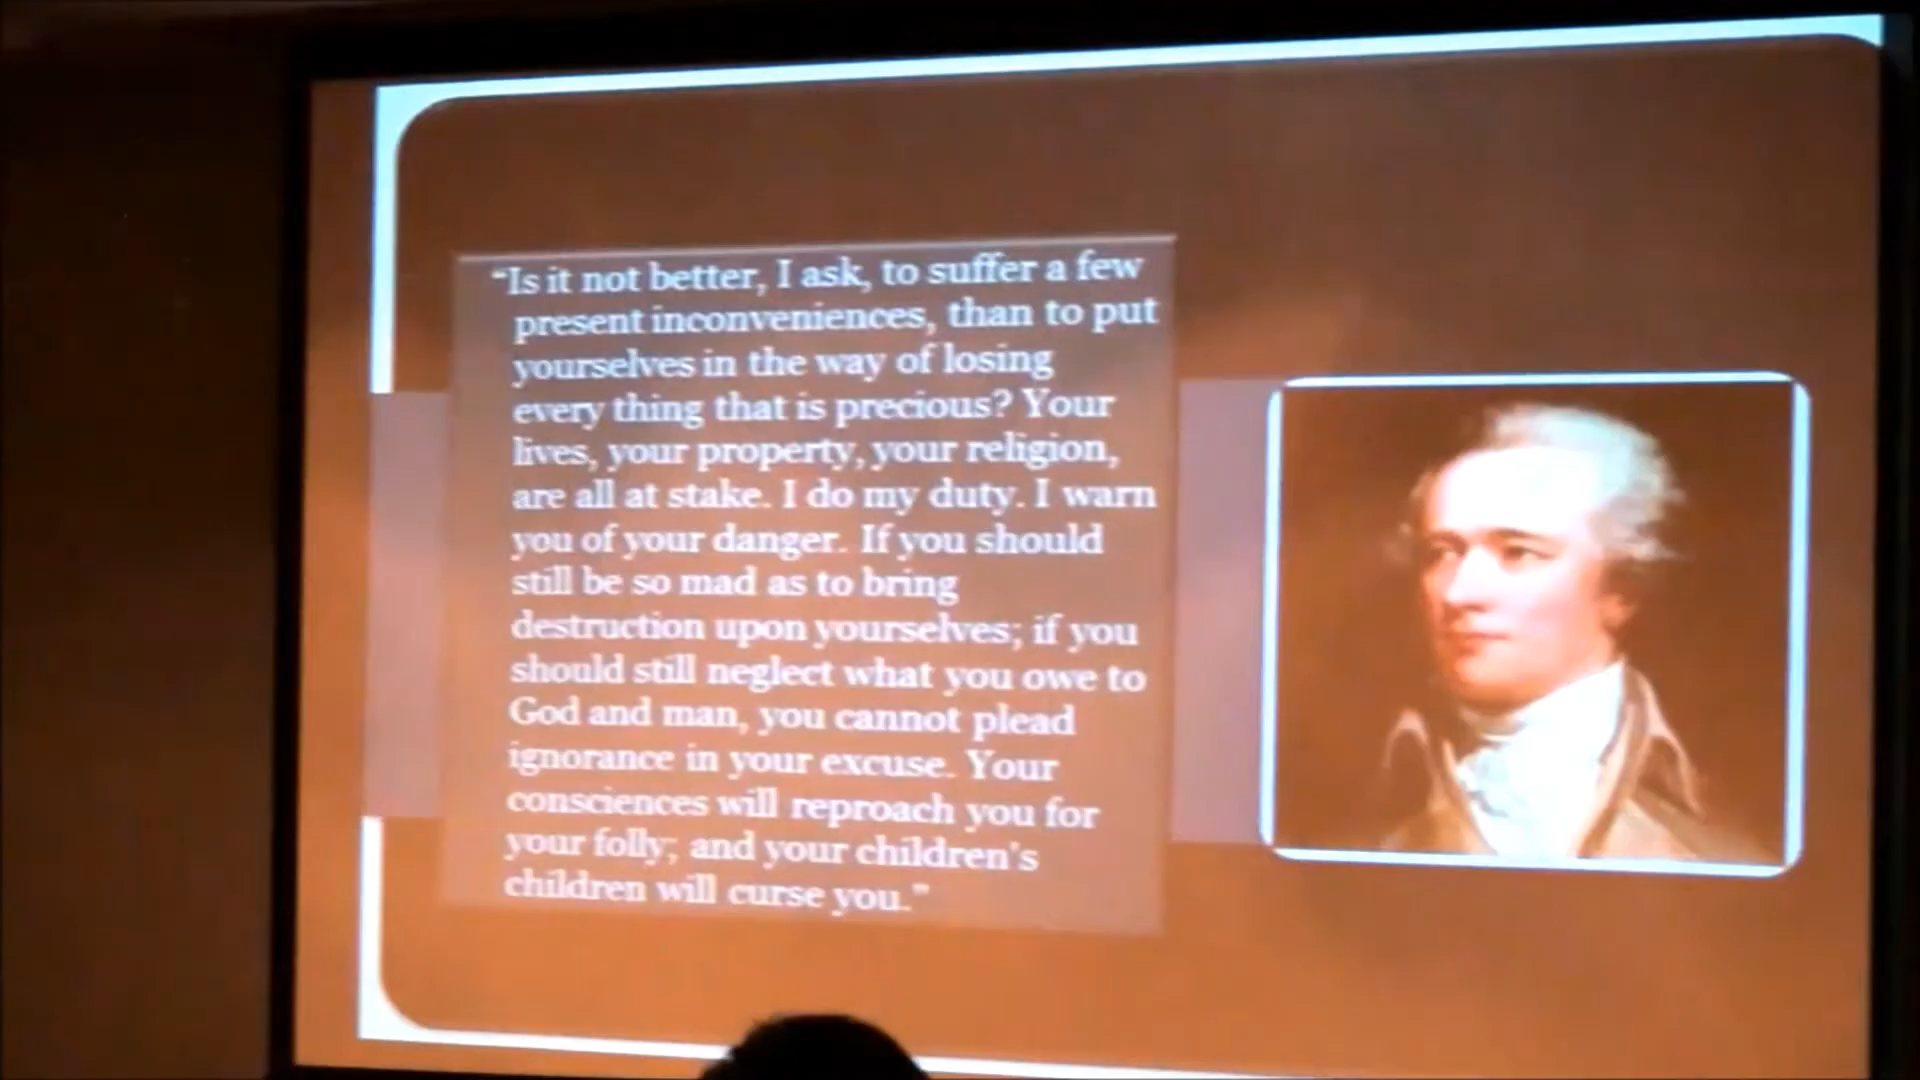 “Is it not better, I ask, to suffer a few
present inconveniences, than to put
yourselves in the way of losing
every thing that is precious? Your
lives, your property, your religion,
are all at stake. I do my duty. I warn
you of your danger. If you should
still be so mad as to bring
destruction upon yourselves; if you
should still neglect what you owe to
God and man, you cannot plead
ignorance in your excuse. Your
consciences will reproach you for
your folly; and your children's
children will curse you.”